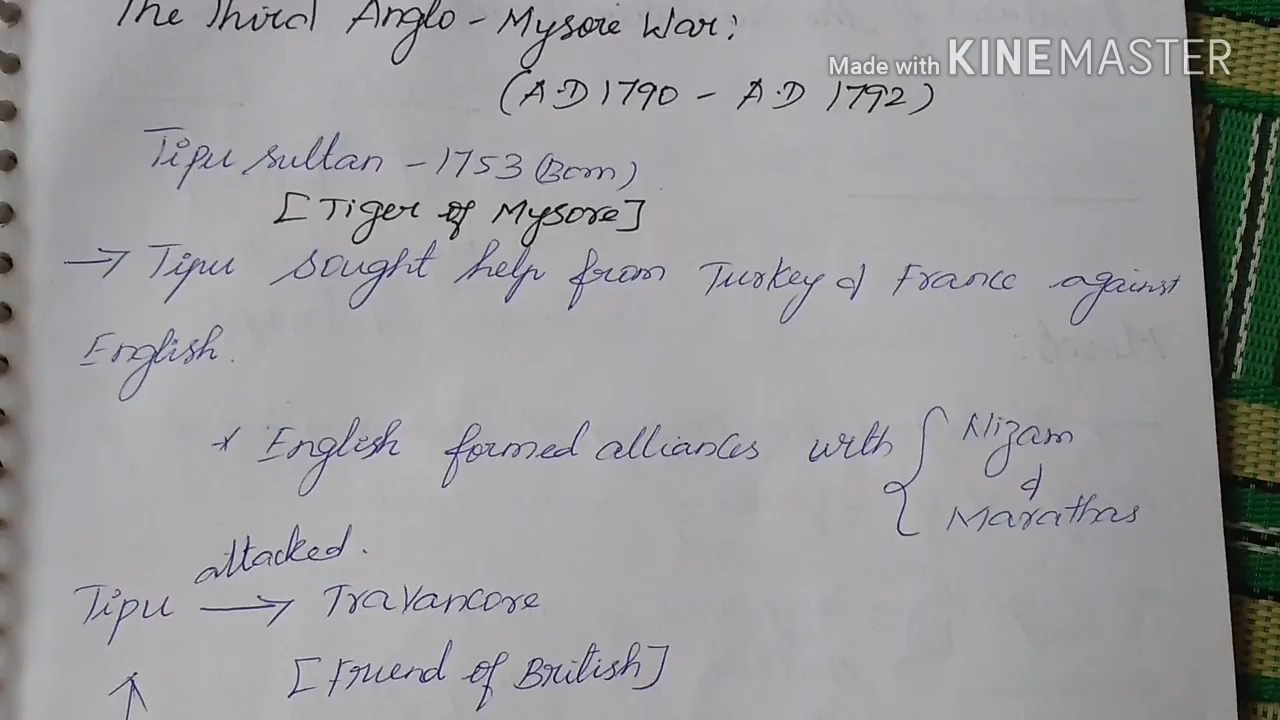 The Third Anglo - Mysore War:
Made with KINEMASTER
(A.D 1790 - A.D 1792)
Tipu Sultan - 1753 (Born)
[Tiger of Mysore]
→ Tipu sought help from Turkey & France against
English.
* English formed alliances with { Nizam
&
Marathas
attacked.
Tipu → Travancore
[Friend of British]
↑